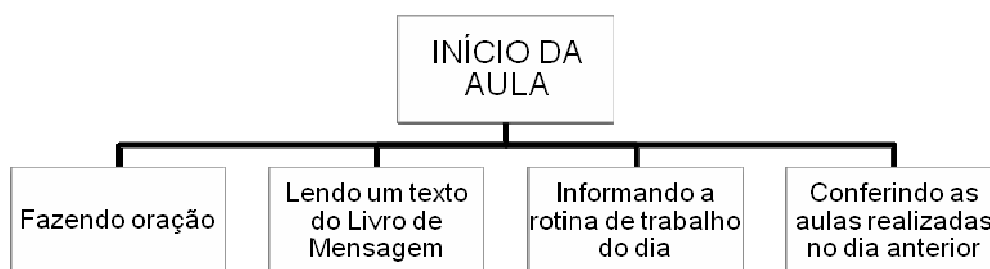 INÍCIO DA
AULA
Fazendo oração
Lendo um texto
do Livro de
Mensagem
Informando a
rotina de trabalho
do dia
Conferindo as
aulas realizadas
no dia anterior